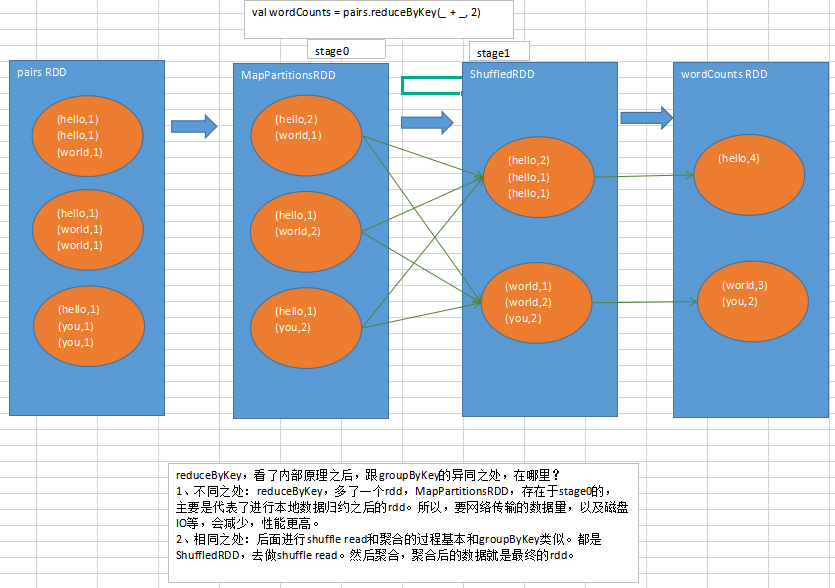 val wordCounts = pairs.reduceByKey(_ + _, 2)
stage0
stage1
pairs RDD
(hello,1)
(hello,1)
(world,1)
(hello,1)
(world,1)
(world,1)
(hello,1)
(you,1)
(you,1)
MapPartitionsRDD
(hello,2)
(world,1)
(hello,1)
(world,2)
(hello,1)
(you,2)
ShuffledRDD
(hello,2)
(hello,1)
(hello,1)
(world,1)
(world,2)
(you,2)
wordCounts RDD
(hello,4)
(world,3)
(you,2)
reduceByKey，看了内部原理之后，跟groupByKey的异同之处，在哪里？
1、不同之处：reduceByKey，多了一个rdd，MapPartitionsRDD，存在于stage0的，
主要是代表了进行本地数据归约之后的rdd。所以，要网络传输的数据量，以及磁盘
IO等，会减少，性能更高。
2、相同之处：后面进行shuffle read和聚合的过程基本和groupByKey类似。都是
ShuffledRDD，去做shuffle read。然后聚合，聚合后的数据就是最终的rdd。